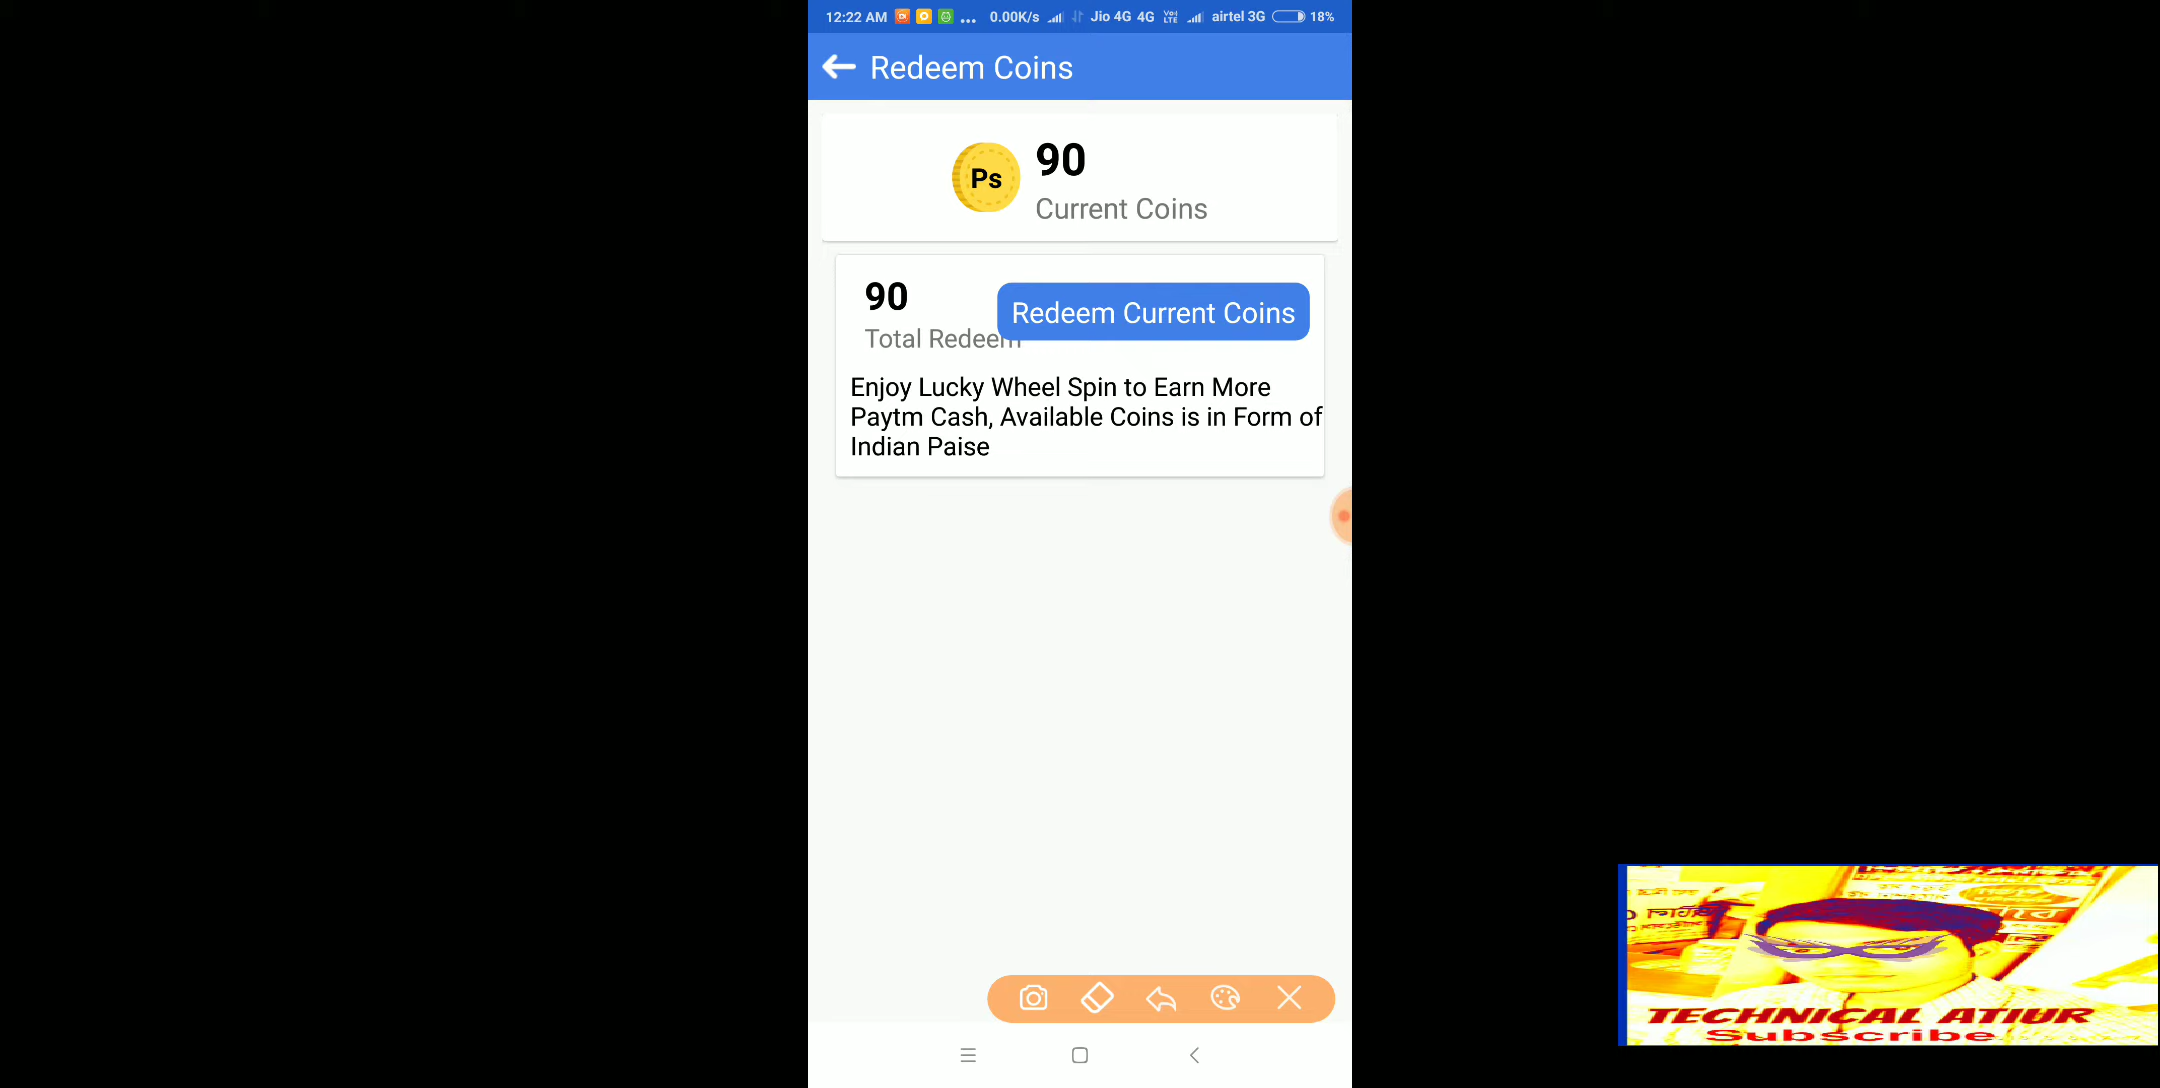 12:22 AM ... 0.00K/s Jio 4G 4G Vo) LTE airtel 3G 18%
Redeem Coins
Ps
90
Current Coins
90
Redeem Current Coins
Total Redeem
Enjoy Lucky Wheel Spin to Earn More
Paytm Cash, Available Coins is in Form of
Indian Paise
TECHNICAL ATIUR
Subscribe